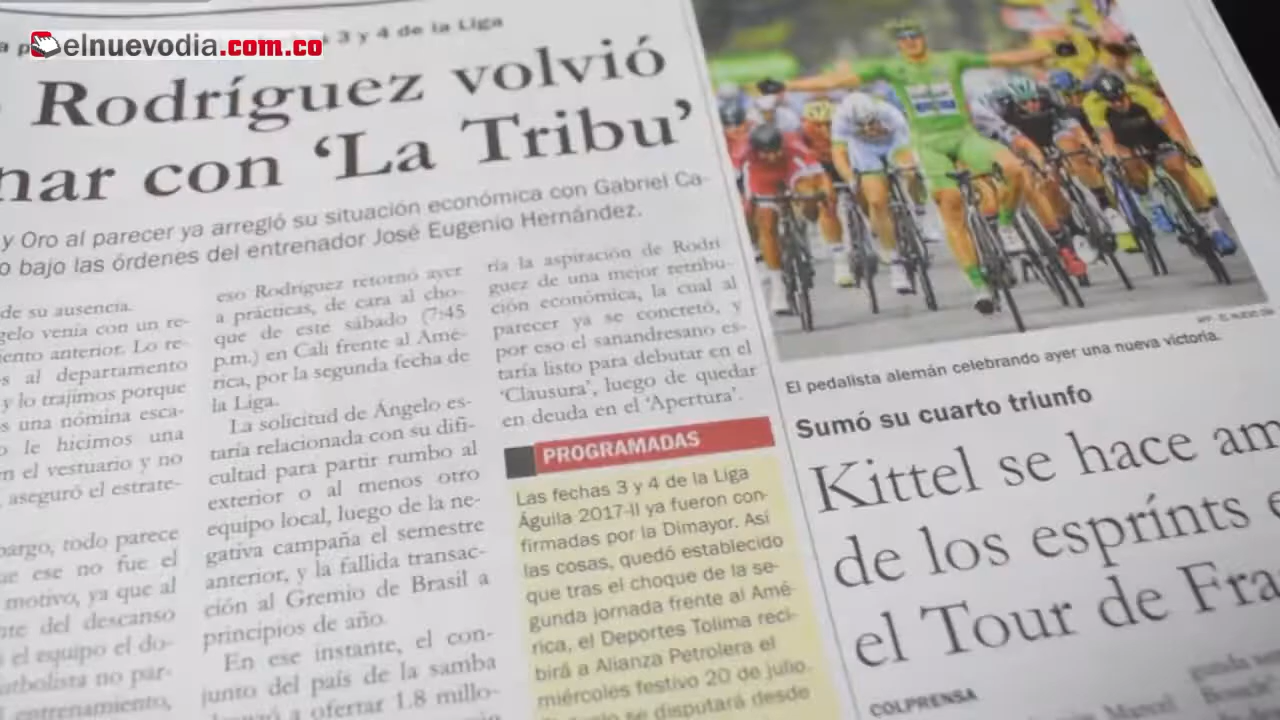 elnuevodia.com.co
3 y 4 de la Liga
Rodríguez volvió
nar con ‘La Tribu’
y Oro al parecer ya arregló su situación económica con Gabriel Ca-
o bajo las órdenes del entrenador José Eugenio Hernández.
de su ausencia.
gelo venía con un re-
iento anterior. Lo re-
s al departamento
y lo trajimos porque
s una nómina esca-
o le hicimos una
en el vestuario y no
, aseguró el estrate-
bargo, todo parece
ue ese no fue el
motivo, ya que al
nte del descanso
s el equipo el do-
utbolista no par-
entrenamiento,
eso Rodríguez retornó ayer
a prácticas, de cara al cho-
que de este sábado (7:45
p.m.) en Cali frente al Amé-
rica, por la segunda fecha de
la Liga.
La solicitud de Ángelo es-
taría relacionada con su difi-
cultad para partir rumbo al
exterior o al menos otro
equipo local, luego de la ne-
gativa campaña el semestre
anterior, y la fallida transac-
ción al Gremio de Brasil a
principios de año.
En ese instante, el con-
junto del país de la samba
a ofertar 1.8 millo-
ría la aspiración de Rodrí
guez de una mejor retribu-
ción económica, la cual al
parecer ya se concretó, y
por eso el sanandresano es-
taría listo para debutar en el
‘Clausura’, luego de quedar
en deuda en el ‘Apertura’.
PROGRAMADAS
Las fechas 3 y 4 de la Liga
Águila 2017-II ya fueron con-
firmadas por la Dimayor. Así
las cosas, quedó establecido
que tras el choque de la se-
gunda jornada frente al Amé-
rica, el Deportes Tolima reci-
birá a Alianza Petrolera el
miércoles festivo 20 de julio.
se disputará desde
El pedalista alemán celebrando ayer una nueva victoria.
Sumó su cuarto triunfo
Kittel se hace am
de los esprínts e
el Tour de Fra
COLPRENSA